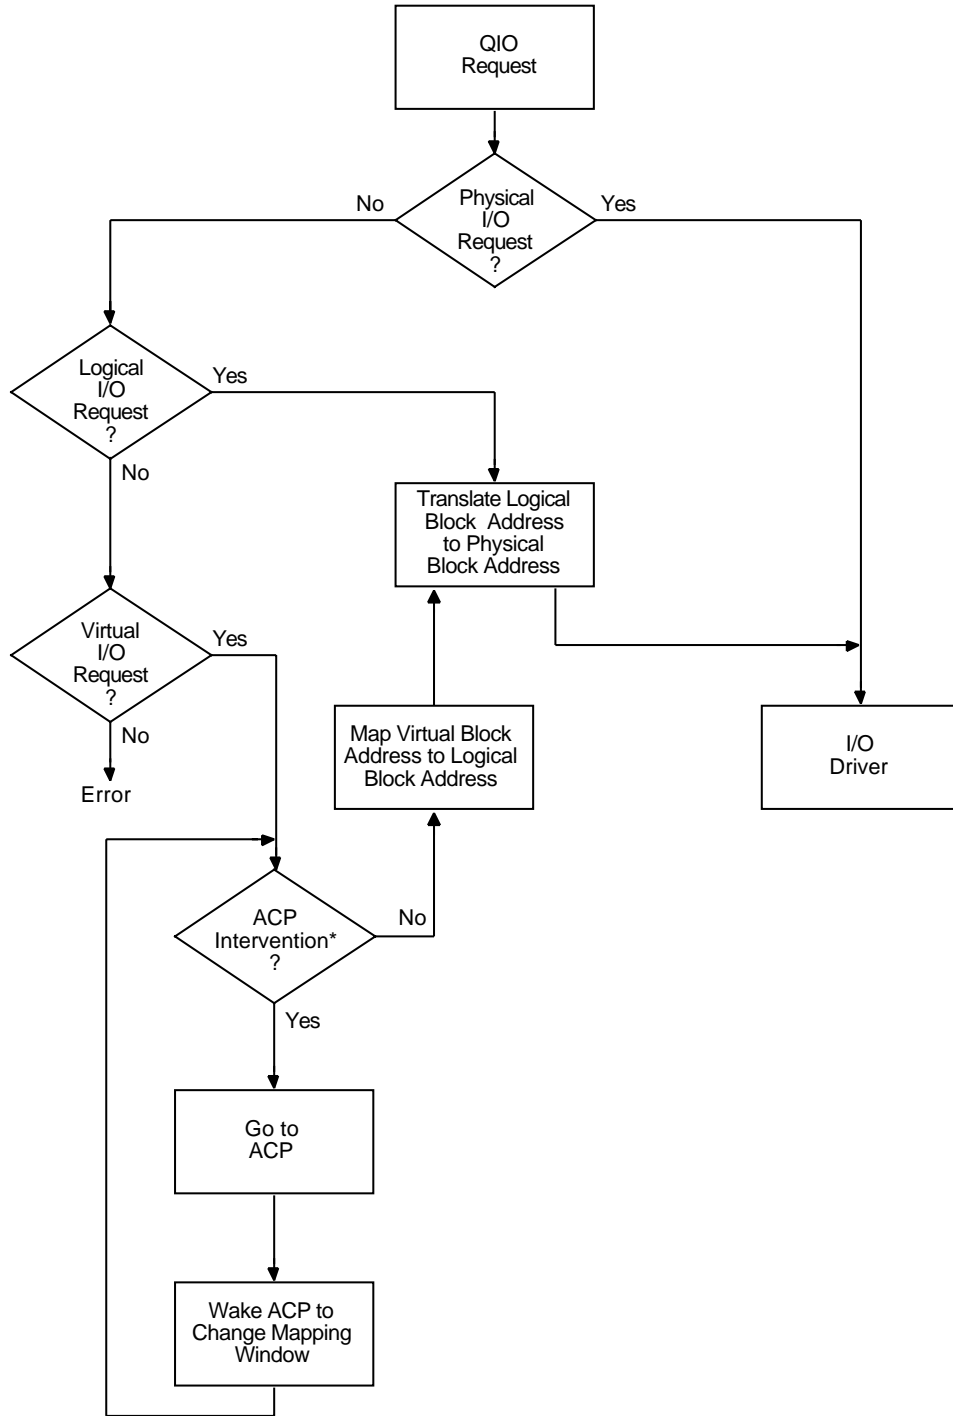 QIO
Request
No
Physical
I/O
Request
?
Yes
Logical
I/O
Request
?
Yes
No
Translate Logical
Block Address
to Physical
Block Address
Virtual
I/O
Request
?
Yes
No
Error
Map Virtual Block
Address to Logical
Block Address
I/O
Driver
ACP
Intervention*
?
No
Yes
Go to
ACP
Wake ACP to
Change Mapping
Window